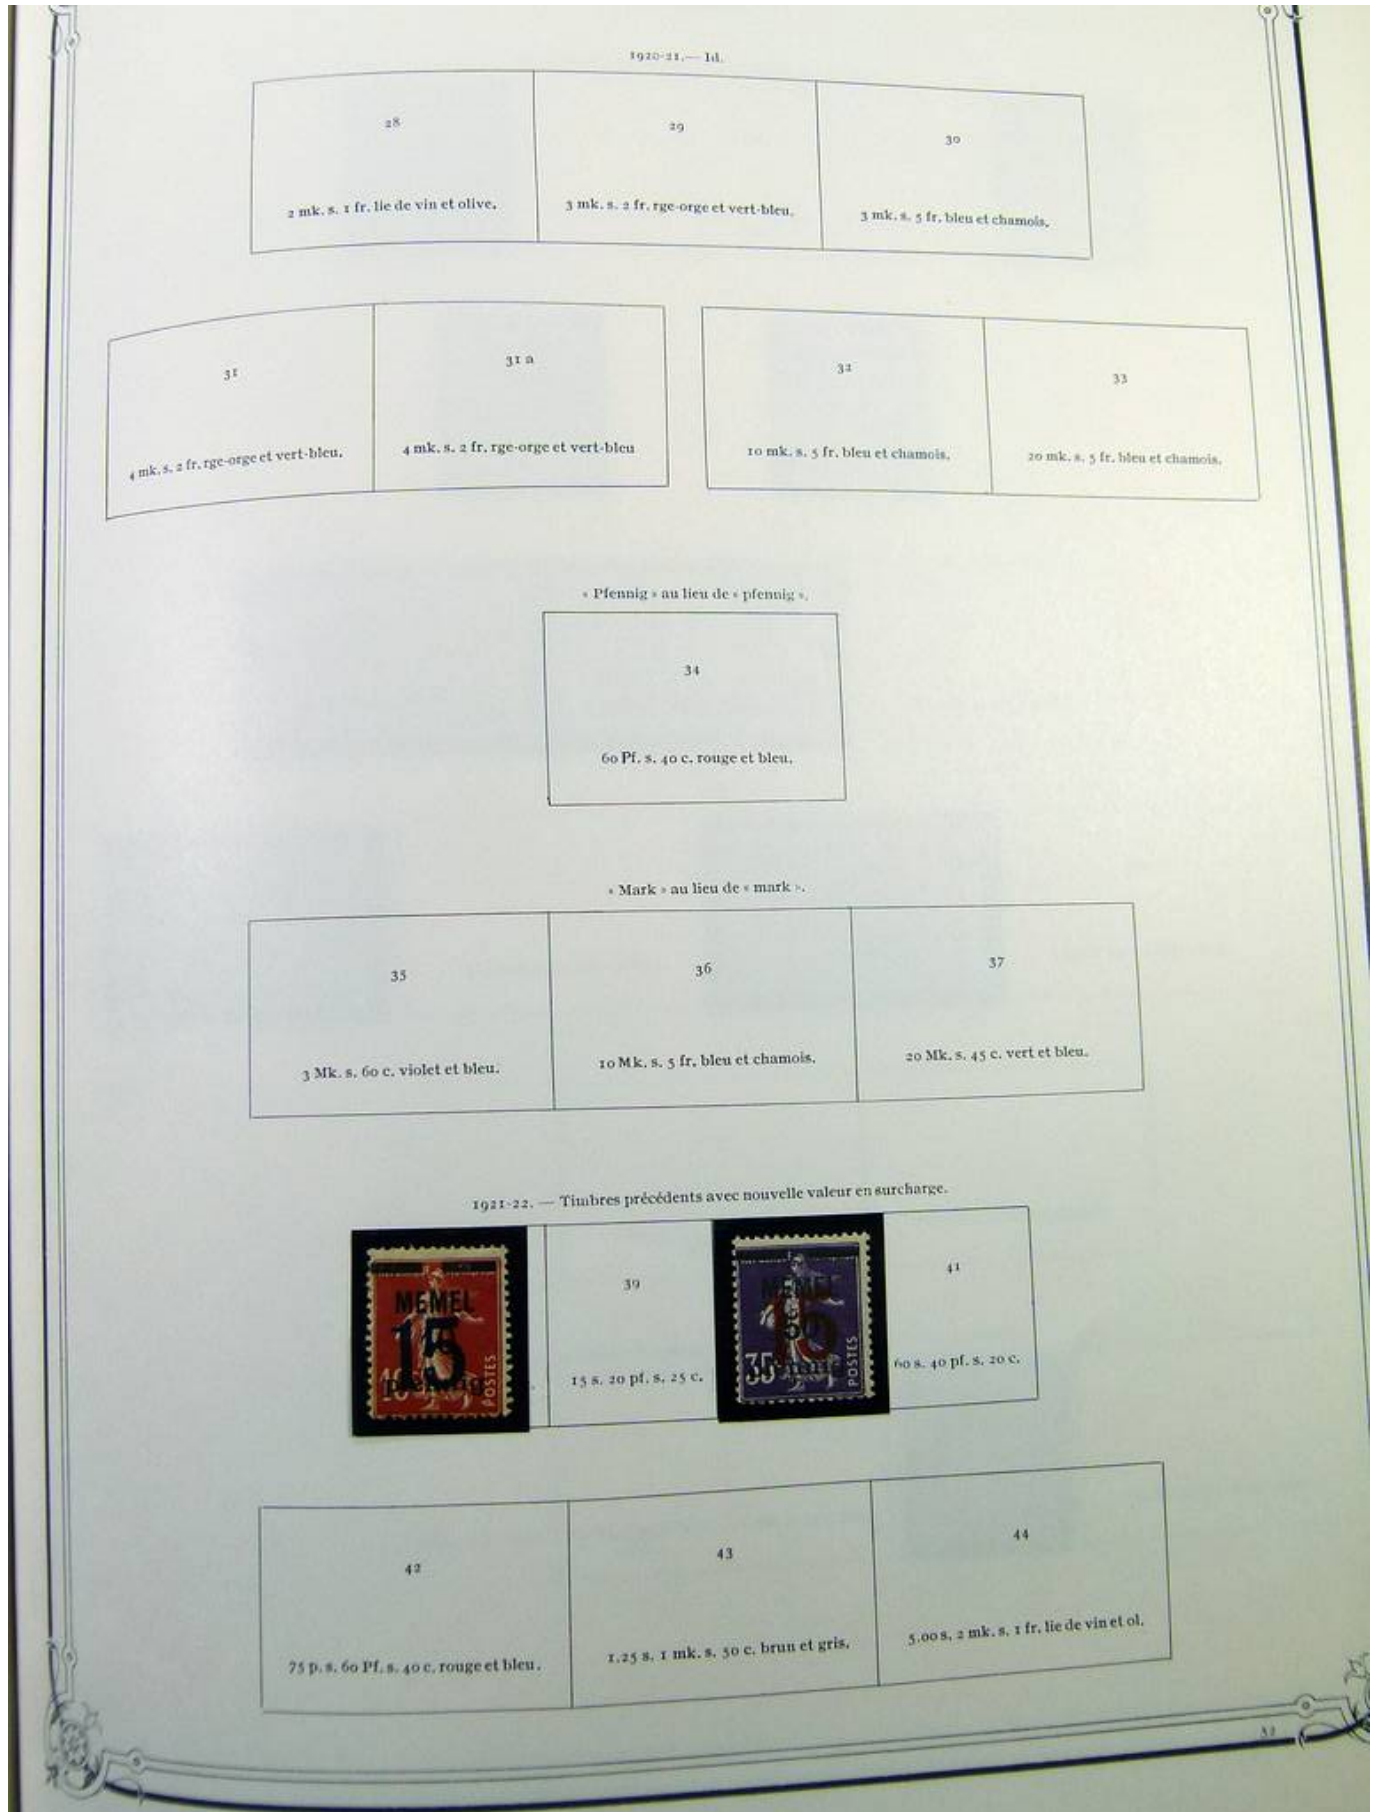 1920-21.— Id.
28
29
30
2 mk. s. 1 fr. lie de vin et olive.
3 mk. s. 2 fr. rge-orge et vert-bleu.
3 mk. s. 5 fr. bleu et chamois.
31
31 a
32
33
4 mk. s. 2 fr. rge-orge et vert-bleu.
4 mk. s. 2 fr. rge-orge et vert-bleu
10 mk. s. 5 fr. bleu et chamois.
20 mk. s. 5 fr. bleu et chamois.
« Pfennig » au lieu de « pfennig ».
34
60 Pf. s. 40 c. rouge et bleu.
« Mark » au lieu de « mark ».
35
36
37
3 Mk. s. 60 c. violet et bleu.
10 Mk. s. 5 fr. bleu et chamois.
20 Mk. s. 45 c. vert et bleu.
1921-22. — Timbres précédents avec nouvelle valeur en surcharge.
MEMEL
15
pfennig
POSTES
39
15 s. 20 pf. s. 25 c.
MEMEL
15
50
35
pfennig
POSTES
41
60 s. 40 pf. s. 20 c.
42
43
44
75 p. s. 60 Pf. s. 40 c. rouge et bleu.
1.25 s. 1 mk. s. 50 c. brun et gris.
5.00 s. 2 mk. s. 1 fr. lie de vin et ol.